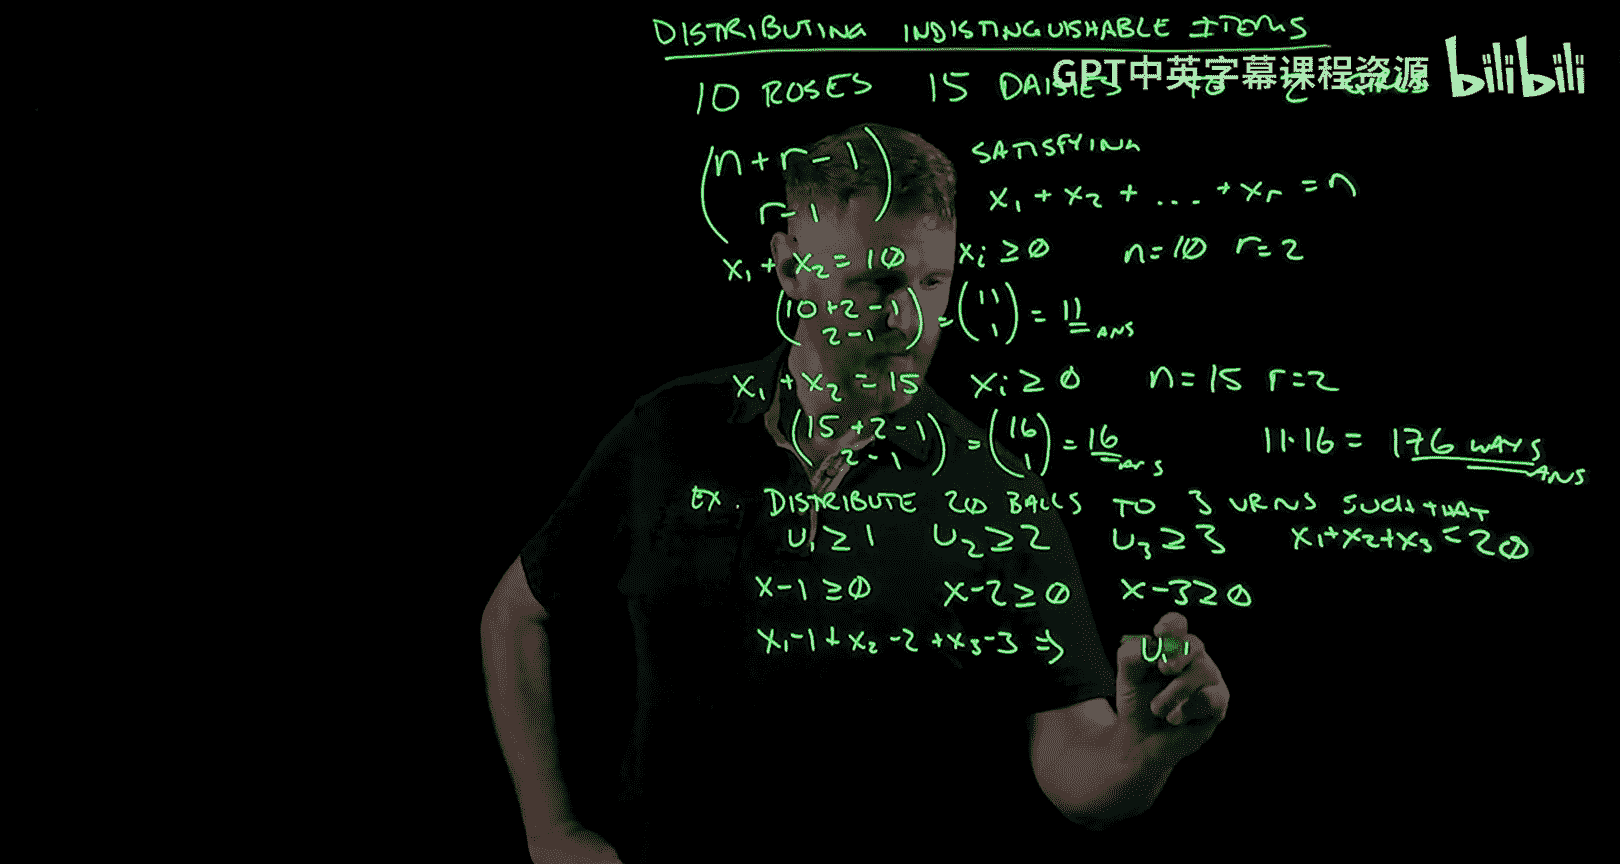 DISTRIBUTING INDISTINGUISHABLE ITEMS
GPT中英字幕课程资源 bilibili
10 ROSES 15 DAISIES TO 2 GIRLS
(n+r-1 r-1) SATISFYING
x₁ + x₂ + ... + xᵣ = n
x₁ + x₂ = 10 xᵢ ≥ 0 n=10 r=2
(10+2-1 2-1) = (11 1) = 11 ANS
x₁ + x₂ = 15 xᵢ ≥ 0 n=15 r=2
(15+2-1 2-1) = (16 1) = 16 ANS 11·16 = 176 WAYS ANS
EX. DISTRIBUTE 20 BALLS TO 3 URNS SUCH THAT
U₁ ≥ 1 U₂ ≥ 2 U₃ ≥ 3 x₁+x₂+x₃=20
x-1 ≥ 0 x-2 ≥ 0 x-3 ≥ 0
x₁-1 + x₂-2 + x₃-3 ⇒ U₁